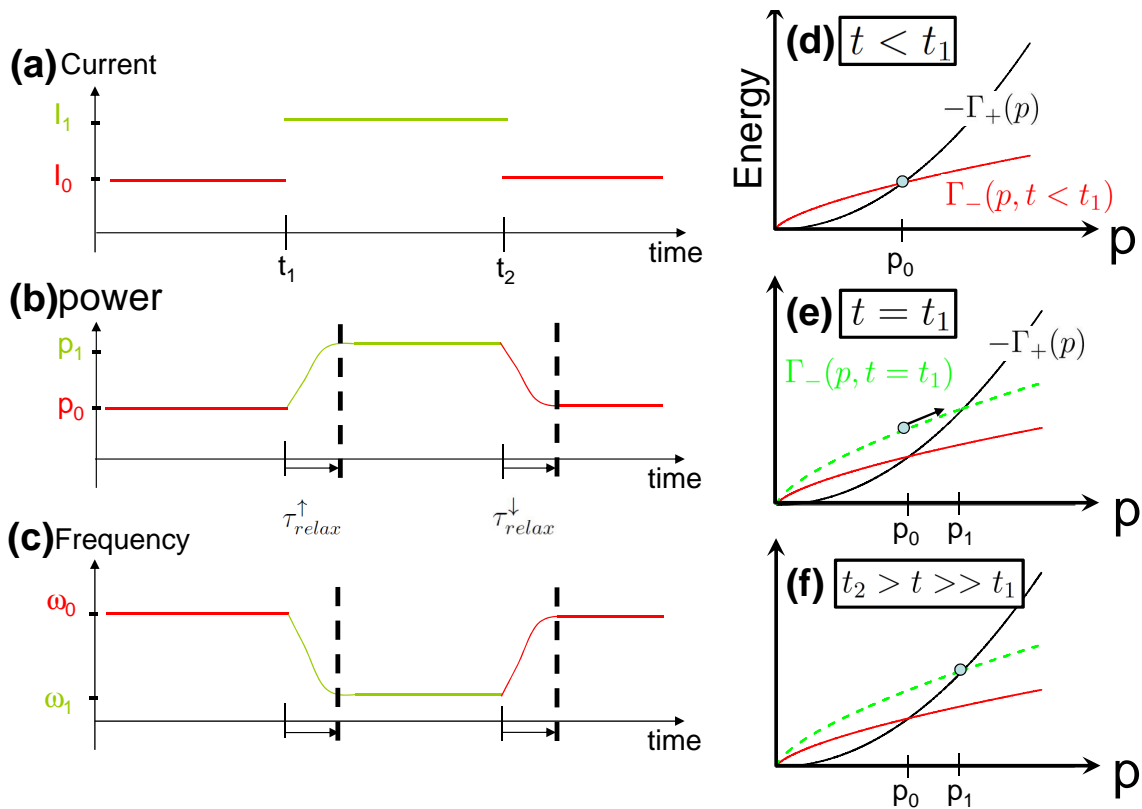 (a) Current
I₁
I₀
t₁
t₂
time
(b) power
p₁
p₀
time
τ↑relax
τ↓relax
(c) Frequency
ω₀
ω₁
time
(d) t < t₁
Energy
−Γ₊(p)
Γ₋(p, t < t₁)
p₀
p
(e) t = t₁
−Γ₊(p)
Γ₋(p, t = t₁)
p₀
p₁
p
(f) t₂ > t >> t₁
p₀
p₁
p